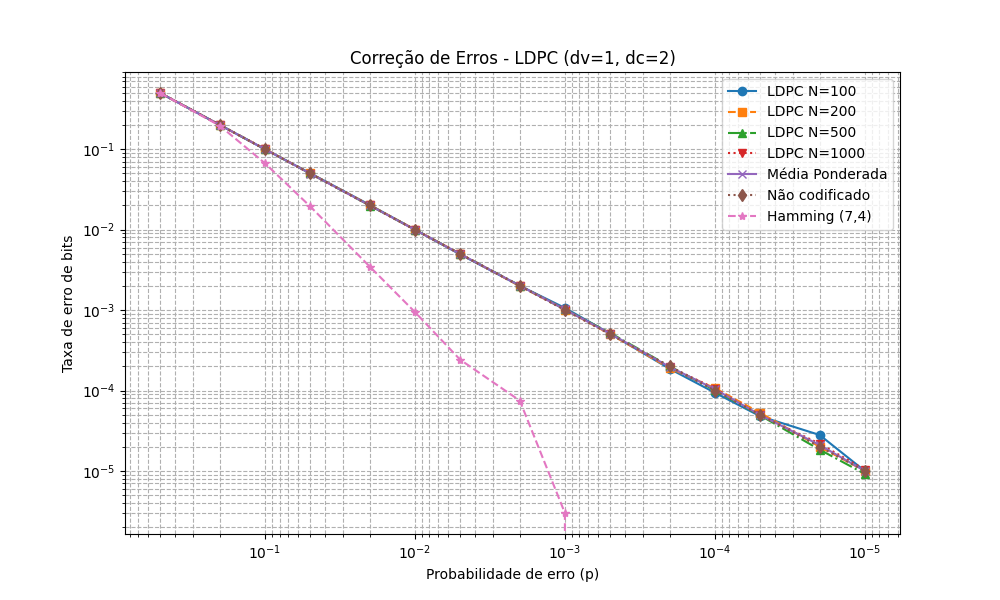 Correção de Erros - LDPC (dv=1, dc=2)
LDPC N=100
LDPC N=200
LDPC N=500
LDPC N=1000
Média Ponderada
Não codificado
Hamming (7,4)
Taxa de erro de bits
10⁻¹
10⁻²
10⁻³
10⁻⁴
10⁻⁵
10⁻¹ 10⁻² 10⁻³ 10⁻⁴ 10⁻⁵
Probabilidade de erro (p)